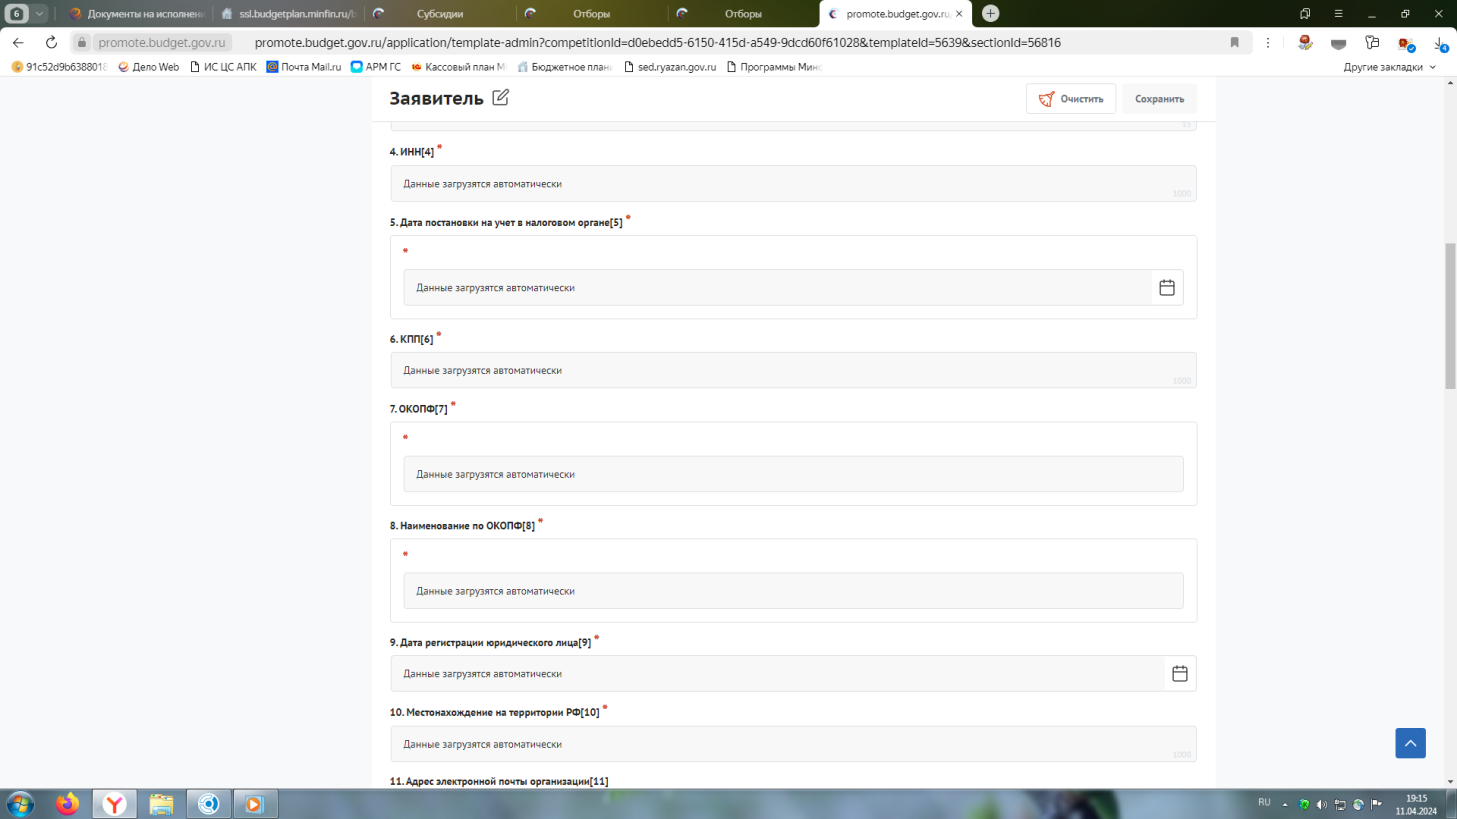 6
Документы на исполнен
ssl.budgetplan.minfin.ru/
Субсидии
Отборы
Отборы
promote.budget.gov.ru
promote.budget.gov.ru
promote.budget.gov.ru/application/template-admin?competitionId=d0ebedd5-6150-415d-a549-9dcd60f61028&templateId=5639&sectionId=56816
91c52d9b6388018
Дело Web
ИС ЦС АПК
Почта Mail.ru
АРМ ГС
Кассовый план М
Бюджетное план
sed.ryazan.gov.ru
Программы Мин
Другие закладки
Заявитель
Очистить
Сохранить
4. ИНН[4] *
Данные загрузятся автоматически
1000
5. Дата постановки на учет в налоговом органе[5] *
*
Данные загрузятся автоматически
6. КПП[6] *
Данные загрузятся автоматически
1000
7. ОКОПФ[7] *
*
Данные загрузятся автоматически
8. Наименование по ОКОПФ[8] *
*
Данные загрузятся автоматически
9. Дата регистрации юридического лица[9] *
Данные загрузятся автоматически
10. Местонахождение на территории РФ[10] *
Данные загрузятся автоматически
1000
11. Адрес электронной почты организации[11]
RU
19:15
11.04.2024